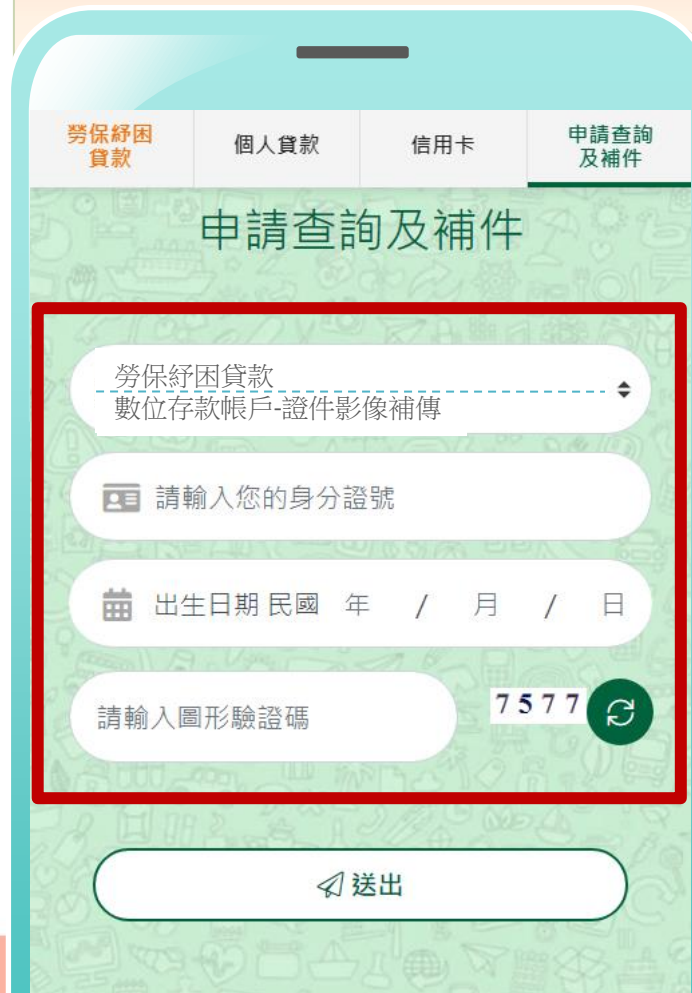 勞保紓困
貸款
個人貸款
信用卡
申請查詢
及補件
申請查詢及補件
勞保紓困貸款
數位存款帳戶-證件影像補傳
請輸入您的身分證號
出生日期 民國 年 / 月 / 日
請輸入圖形驗證碼
7577
送出